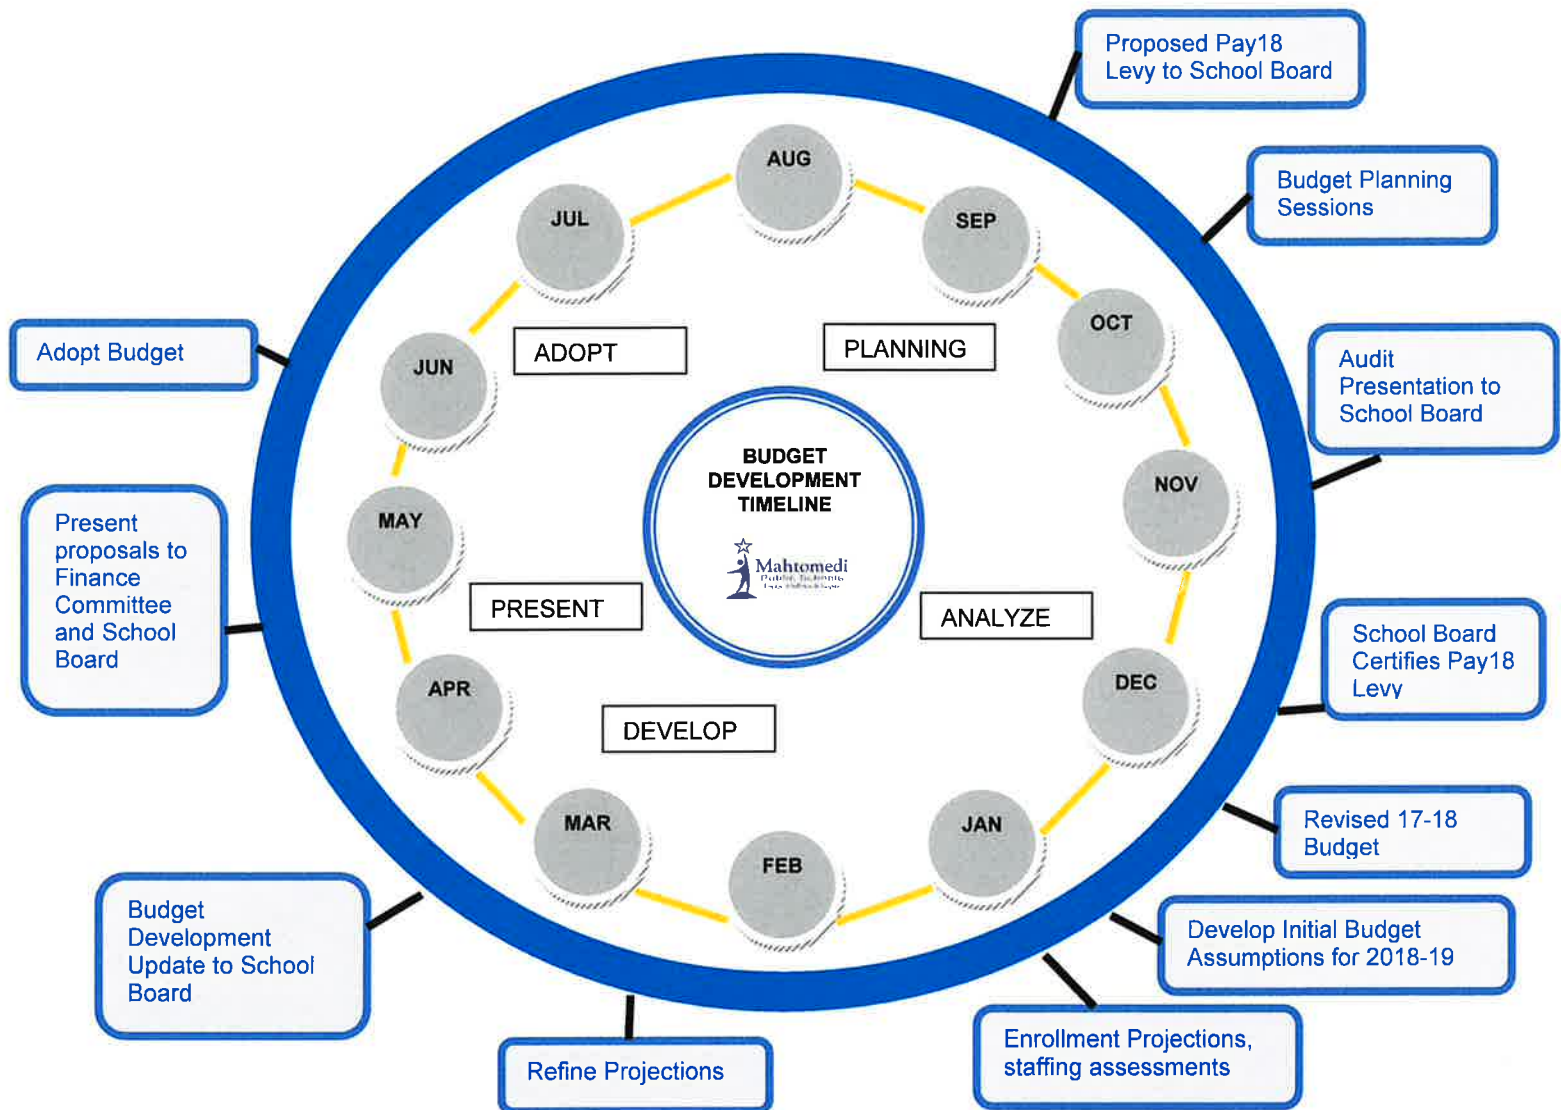 Proposed Pay18
Levy to School Board
Budget Planning
Sessions
Audit
Presentation to
School Board
School Board
Certifies Pay18
Levy
Revised 17-18
Budget
Develop Initial Budget
Assumptions for 2018-19
Enrollment Projections,
staffing assessments
Refine Projections
Budget
Development
Update to School
Board
Present
proposals to
Finance
Committee
and School
Board
Adopt Budget
AUG
SEP
OCT
NOV
DEC
JAN
FEB
MAR
APR
MAY
JUN
JUL
ADOPT
PLANNING
ANALYZE
DEVELOP
PRESENT
BUDGET
DEVELOPMENT
TIMELINE
Mahtomedi
Public Schools